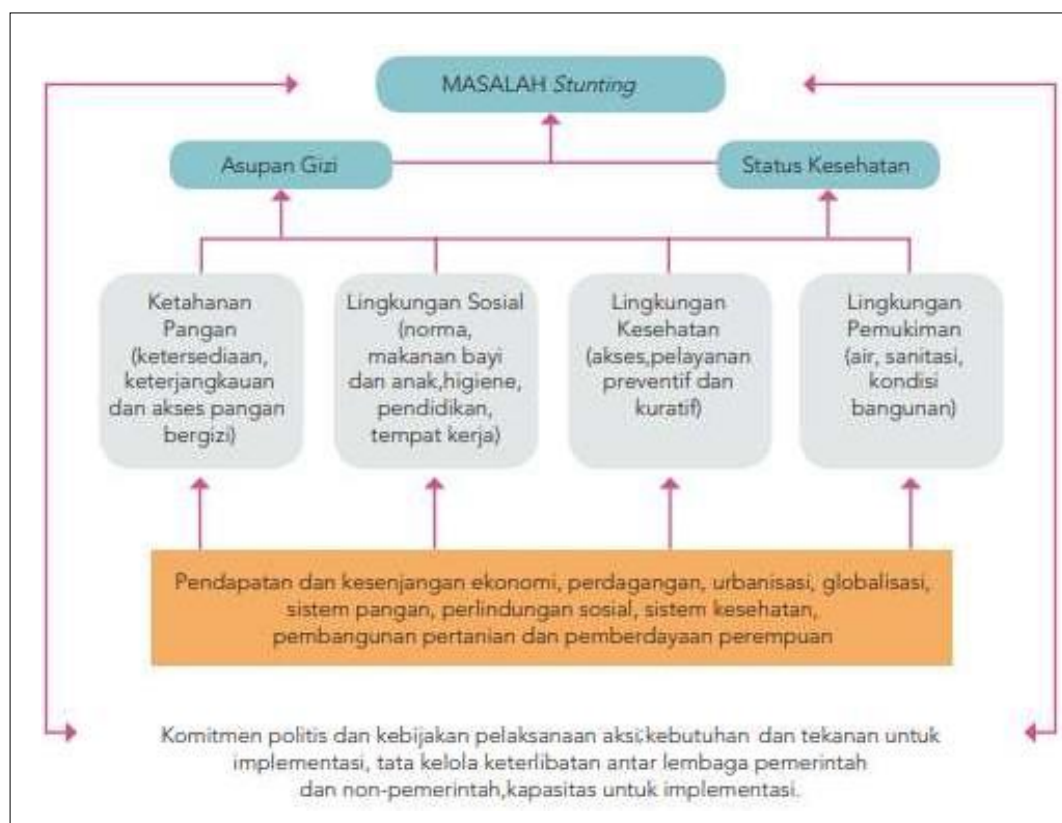 MASALAH Stunting
Asupan Gizi
Status Kesehatan
Ketahanan
Pangan
(ketersediaan,
keterjangkauan
dan akses pangan
bergizi)
Lingkungan Sosial
(norma,
makanan bayi
dan anak,higiene,
pendidikan,
tempat kerja)
Lingkungan
Kesehatan
(akses,pelayanan
preventif dan
kuratif)
Lingkungan
Pemukiman
(air, sanitasi,
kondisi
bangunan)
Pendapatan dan kesenjangan ekonomi, perdagangan, urbanisasi, globalisasi,
sistem pangan, perlindungan sosial, sistem kesehatan,
pembangunan pertanian dan pemberdayaan perempuan
Komitmen politis dan kebijakan pelaksanaan aksi;kebutuhan dan tekanan untuk
implementasi, tata kelola keterlibatan antar lembaga pemerintah
dan non-pemerintah,kapasitas untuk implementasi.